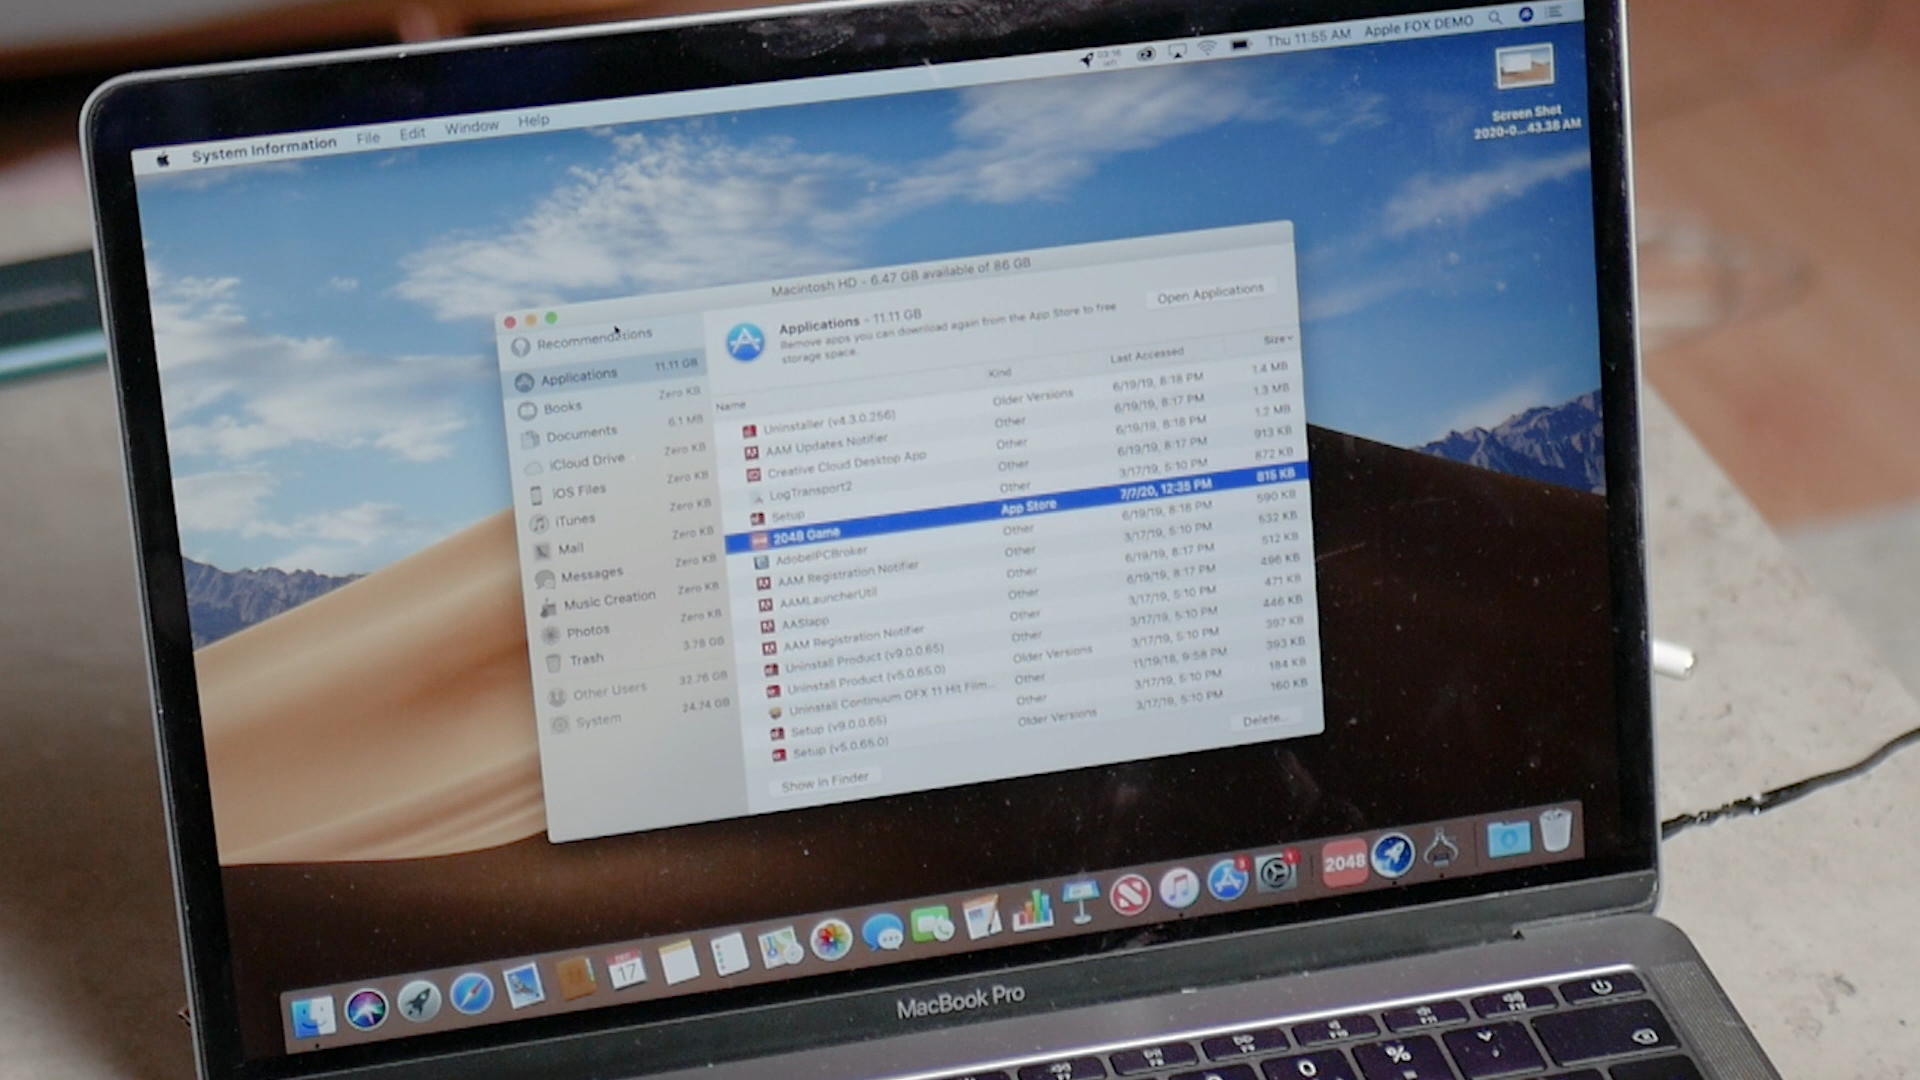 System Information File Edit Window Help
Thu 11:55 AM Apple FOX DEMO
Screen Shot
2020-0...43.38 AM
Macintosh HD - 6.47 GB available of 86 GB
Recommendations
Applications 11.11 GB
Books Zero KB
Documents 6.1 MB
iCloud Drive Zero KB
iOS Files Zero KB
iTunes Zero KB
Mail Zero KB
Messages Zero KB
Music Creation Zero KB
Photos Zero KB
Trash 3.78 GB
Other Users 32.76 GB
System 24.74 GB
Applications - 11.11 GB
Remove apps you can download again from the App Store to free
storage space.
Open Applications
Name Kind Last Accessed Size
Uninstaller (v4.3.0.256) Older Versions 6/19/19, 8:18 PM 1.4 MB
AAM Updates Notifier Other 6/19/19, 8:17 PM 1.3 MB
Creative Cloud Desktop App Other 6/19/19, 8:18 PM 1.2 MB
LogTransport2 Other 6/19/19, 8:17 PM 913 KB
Setup Other 3/17/19, 5:10 PM 872 KB
2048 Game App Store 7/7/20, 12:35 PM 815 KB
AdobeIPCBroker Other 6/19/19, 8:18 PM 590 KB
AAM Registration Notifier Other 3/17/19, 5:10 PM 532 KB
AAMLauncherUtil Other 6/19/19, 8:17 PM 512 KB
AASIapp Other 6/19/19, 8:17 PM 496 KB
AAM Registration Notifier Other 3/17/19, 5:10 PM 471 KB
Uninstall Product (v9.0.0.65) Other 3/17/19, 5:10 PM 446 KB
Uninstall Product (v5.0.65.0) Older Versions 3/17/19, 5:10 PM 397 KB
Uninstall Continuum OFX 11 Hit Film... Other 11/19/18, 9:58 PM 393 KB
Setup (v9.0.0.65) Other 3/17/19, 5:10 PM 184 KB
Setup (v5.0.65.0) Older Versions 3/17/19, 5:10 PM 160 KB
Show in Finder
Delete...
17
2048
MacBook Pro